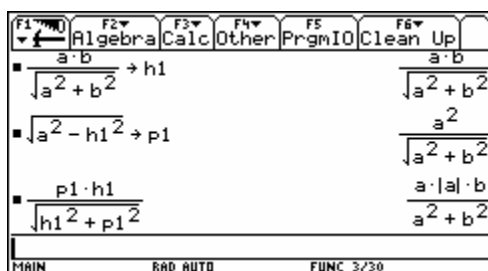 F1 F2 F3 F4 F5 F6
Algebra Calc Other PrgmIO Clean Up
▪ a·b/√(a²+b²) → h1    a·b/√(a²+b²)
▪ √(a²-h1²) → p1    a²/√(a²+b²)
▪ p1·h1/√(h1²+p1²)    a·|a|·b/(a²+b²)
MAIN RAD AUTO FUNC 3/30